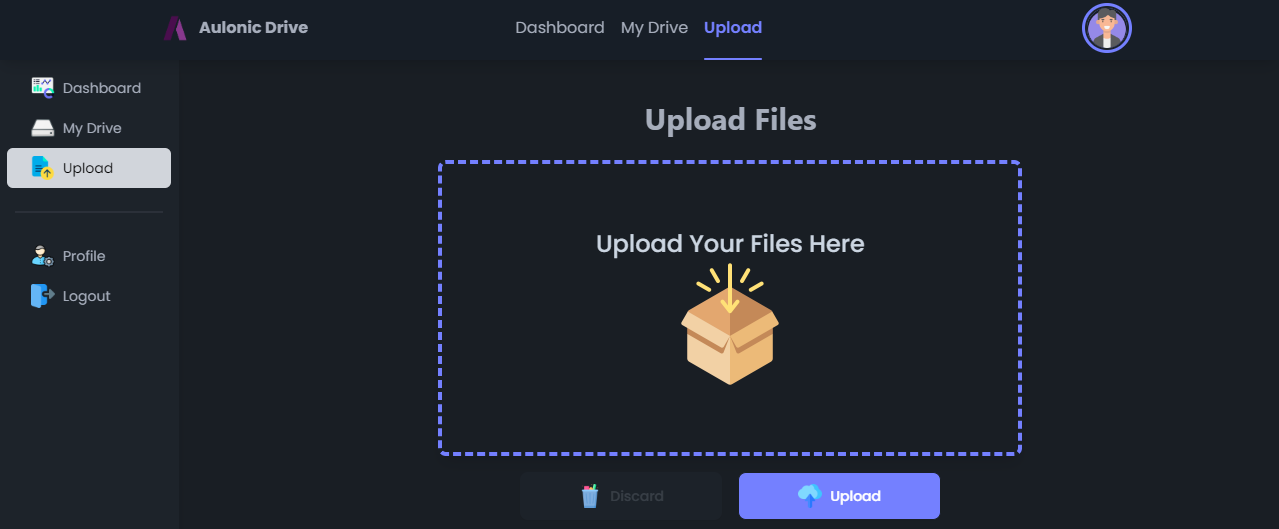 Aulonic Drive
Dashboard My Drive Upload
Dashboard
My Drive
Upload
Profile
Logout
Upload Files
Upload Your Files Here
Discard
Upload